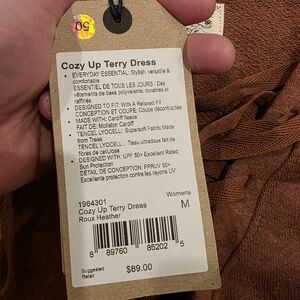 50
Cozy Up Terry Dress
• EVERYDAY ESSENTIAL: Stylish, versatile &
comfortable
ESSENTIEL DE TOUS LES JOURS : Des
vêtements de base polyvalents, durables et
raffinés
• DESIGNED TO FIT: With A Relaxed Fit
CONCEPTION ET COUPE: Coupe décontractée
• MADE WITH: Cardiff fleece
FAIT DE: Molleton Cardiff
• TENCEL LYOCELL: Supersoft Fabric Made
from Trees
TENCEL LYOCELL : Tissu ultradoux fait de
fibres de cellulose
• DESIGNED WITH: UPF 50+ Excellent Rated
Sun Protection
DÉTAIL DE CONCEPTION: FPRUV 50+
Excellente protection contre les rayons UV
1964301
Womens
Cozy Up Terry Dress
M
Roux Heather
8 89760 85202 5
Suggested
Retail
$89.00